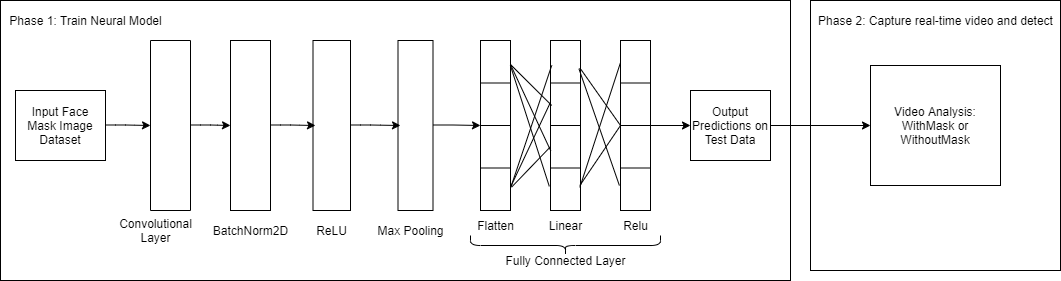 Phase 1: Train Neural Model
Phase 2: Capture real-time video and detect
Input Face
Mask Image
Dataset
Output
Predictions on
Test Data
Video Analysis:
WithMask or
WithoutMask
Convolutional
Layer
BatchNorm2D
ReLU
Max Pooling
Flatten
Linear
Relu
Fully Connected Layer